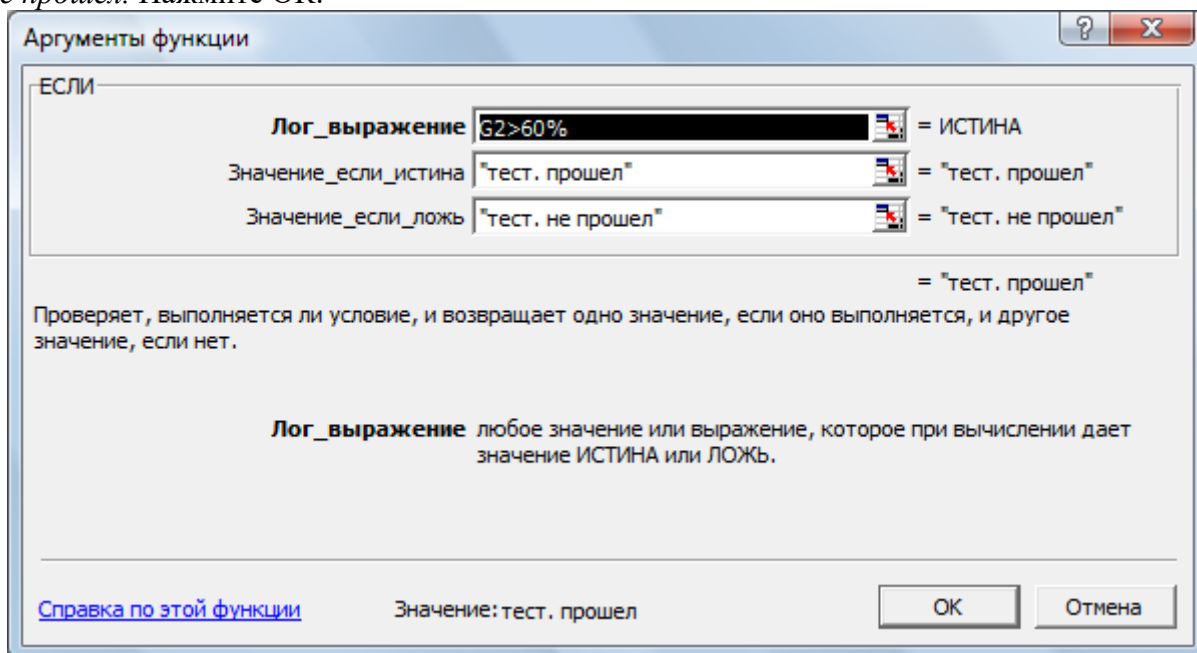 прошел. Нажмите ОК.
Аргументы функции
ЕСЛИ
Лог_выражение G2>60% = ИСТИНА
Значение_если_истина "тест. прошел" = "тест. прошел"
Значение_если_ложь "тест. не прошел" = "тест. не прошел"
= "тест. прошел"
Проверяет, выполняется ли условие, и возвращает одно значение, если оно выполняется, и другое
значение, если нет.
Лог_выражение любое значение или выражение, которое при вычислении дает
значение ИСТИНА или ЛОЖЬ.
Справка по этой функции Значение: тест. прошел ОК Отмена